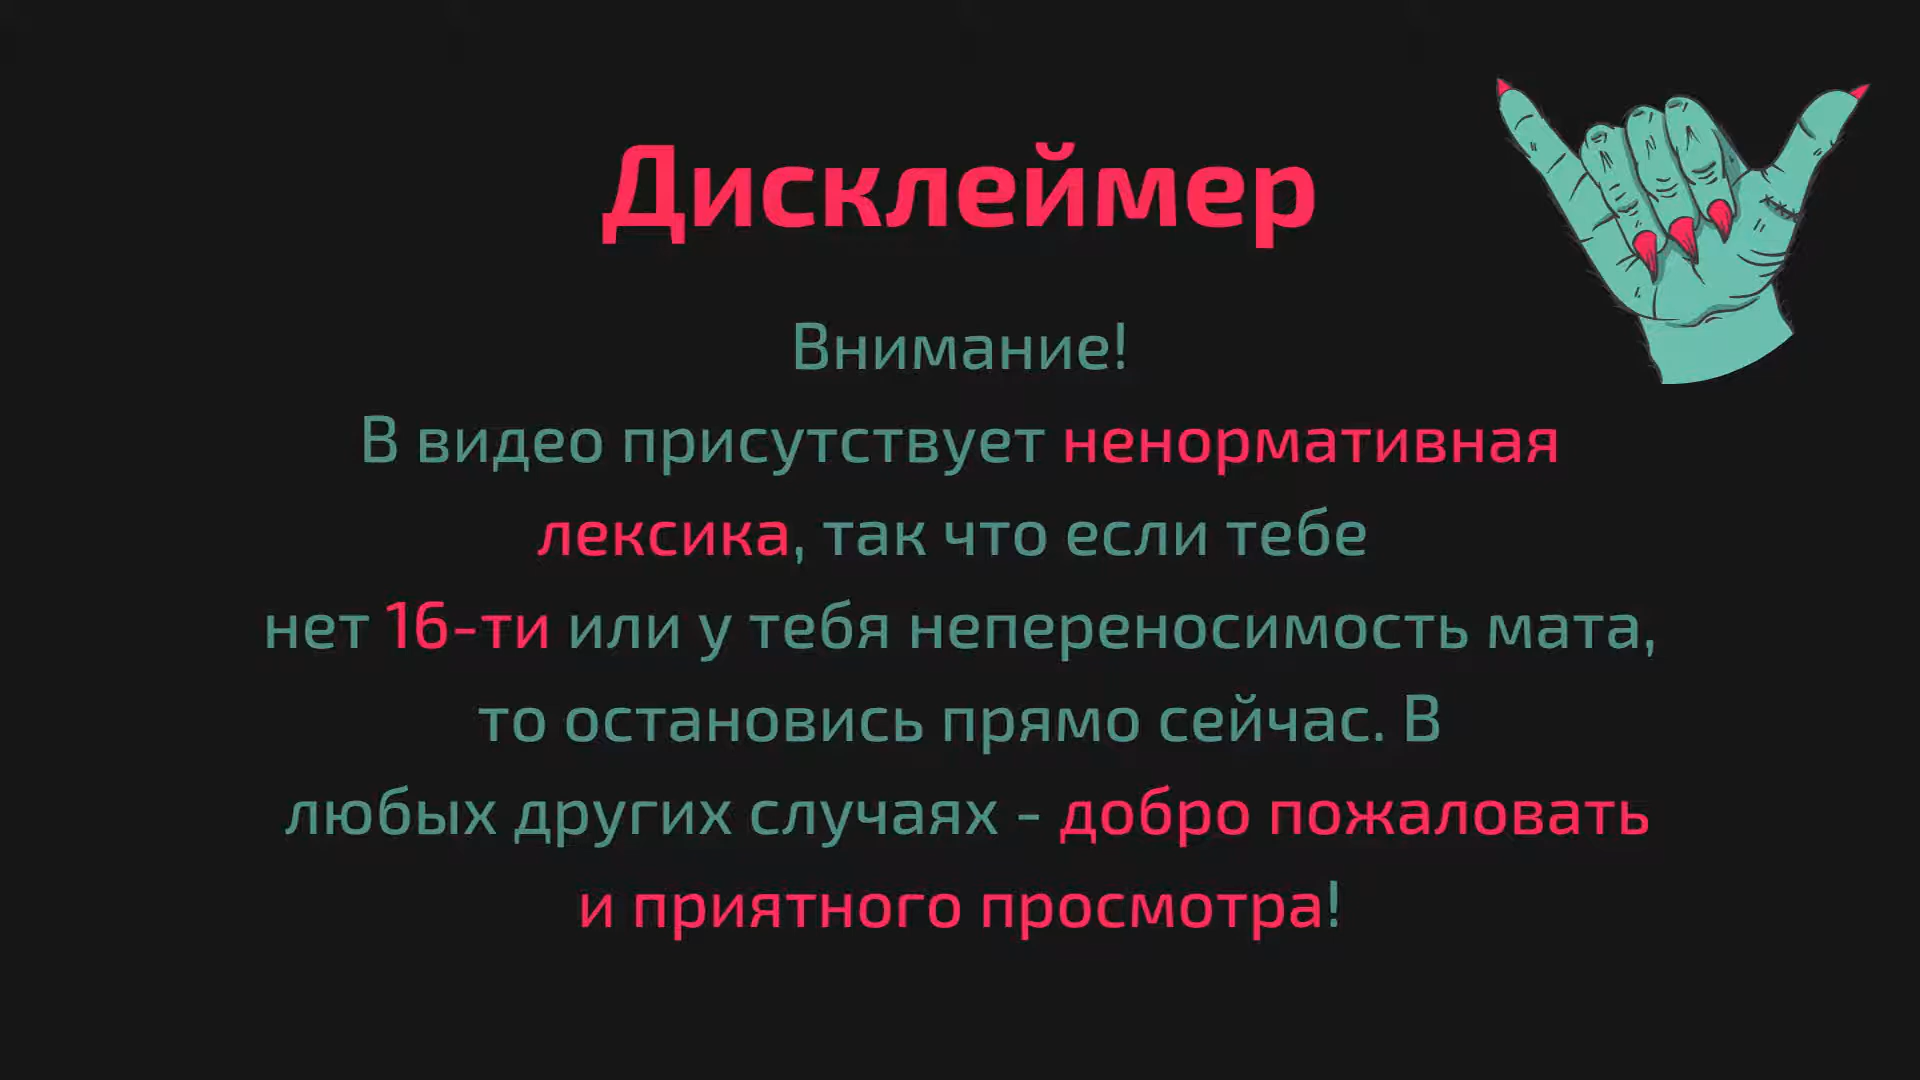 Дисклеймер
Внимание!
В видео присутствует ненормативная
лексика, так что если тебе
нет 16-ти или у тебя непереносимость мата,
то остановись прямо сейчас. В
любых других случаях - добро пожаловать
и приятного просмотра!